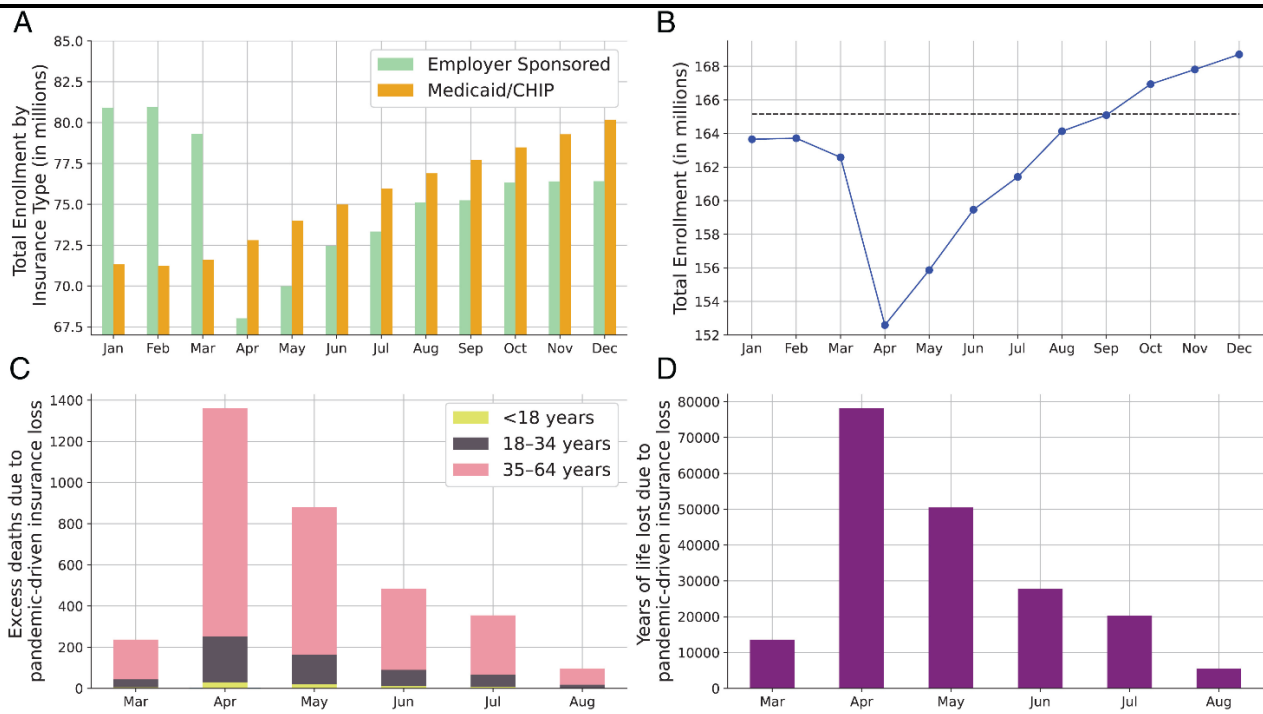 A
Total Enrollment by
Insurance Type (in millions)
85.0
82.5
80.0
77.5
75.0
72.5
70.0
67.5
Employer Sponsored
Medicaid/CHIP
Jan Feb Mar Apr May Jun Jul Aug Sep Oct Nov Dec
B
Total Enrollment (in millions)
168
166
164
162
160
158
156
154
152
Jan Feb Mar Apr May Jun Jul Aug Sep Oct Nov Dec
C
Excess deaths due to
pandemic-driven insurance loss
1400
1200
1000
800
600
400
200
0
<18 years
18–34 years
35–64 years
Mar Apr May Jun Jul Aug
D
Years of life lost due to
pandemic-driven insurance loss
80000
70000
60000
50000
40000
30000
20000
10000
0
Mar Apr May Jun Jul Aug